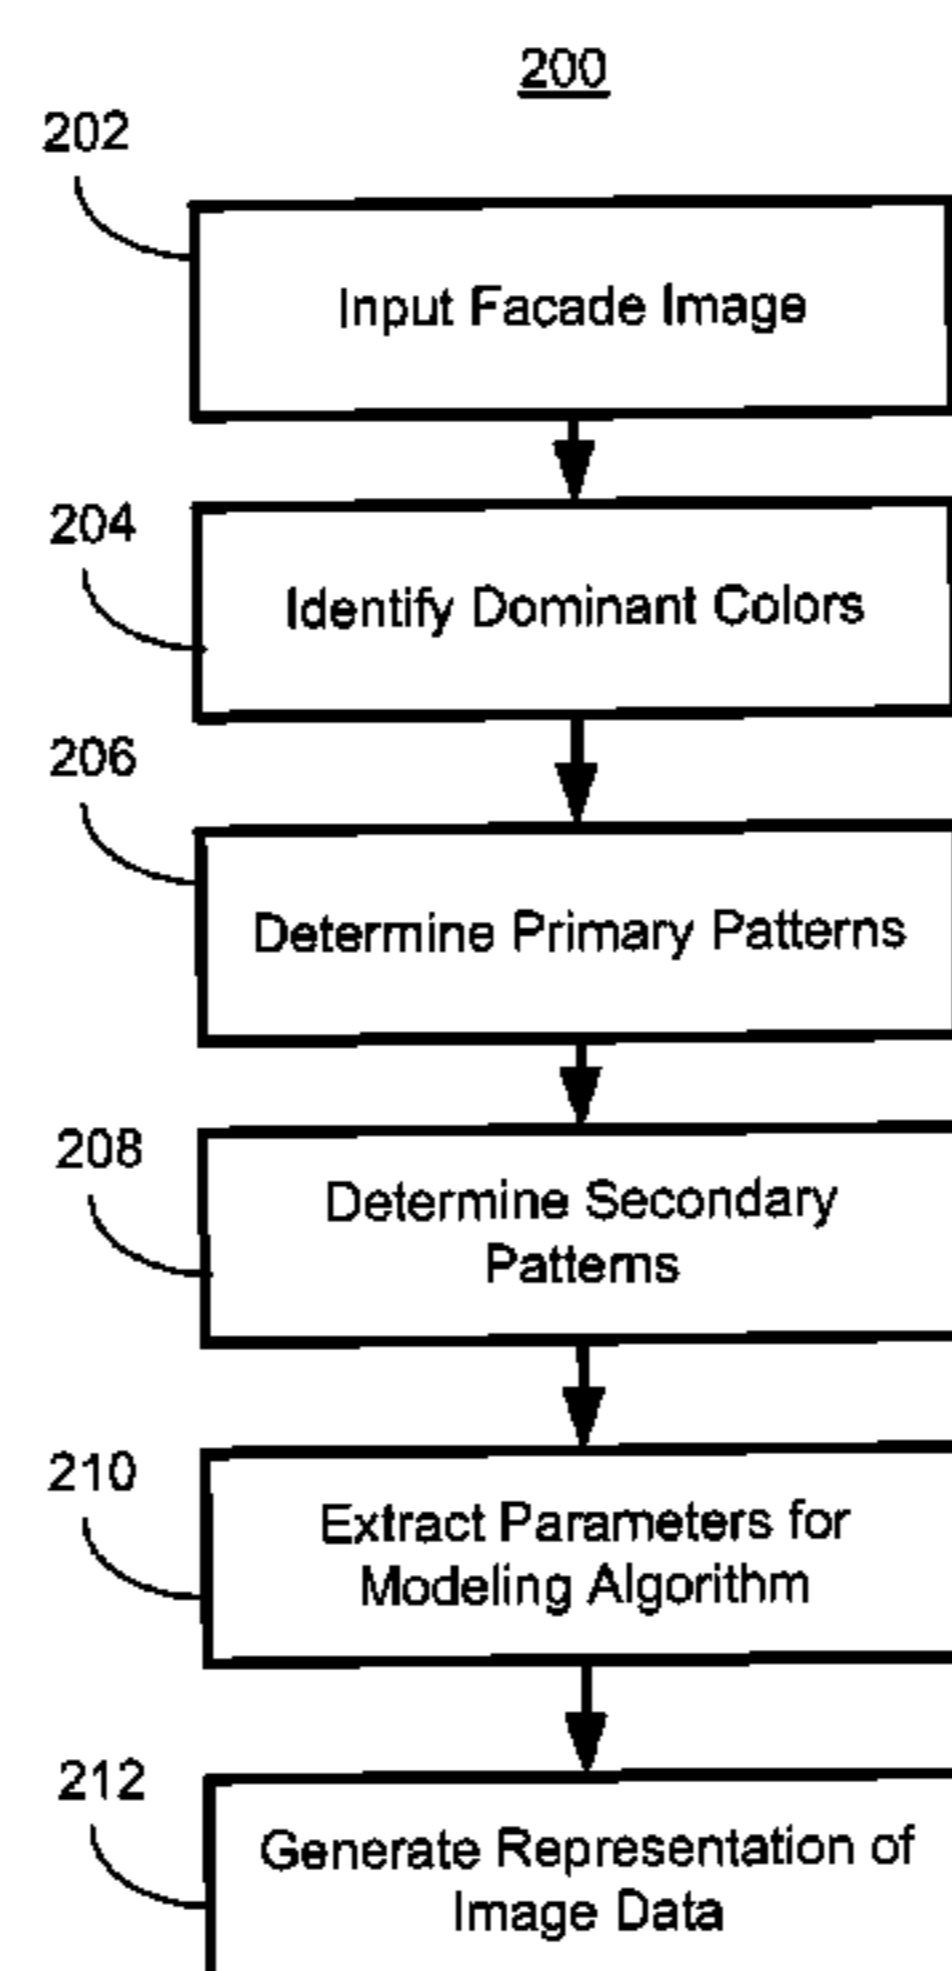 200
202
Input Facade Image
204
Identify Dominant Colors
206
Determine Primary Patterns
208
Determine Secondary
Patterns
210
Extract Parameters for
Modeling Algorithm
212
Generate Representation of
Image Data